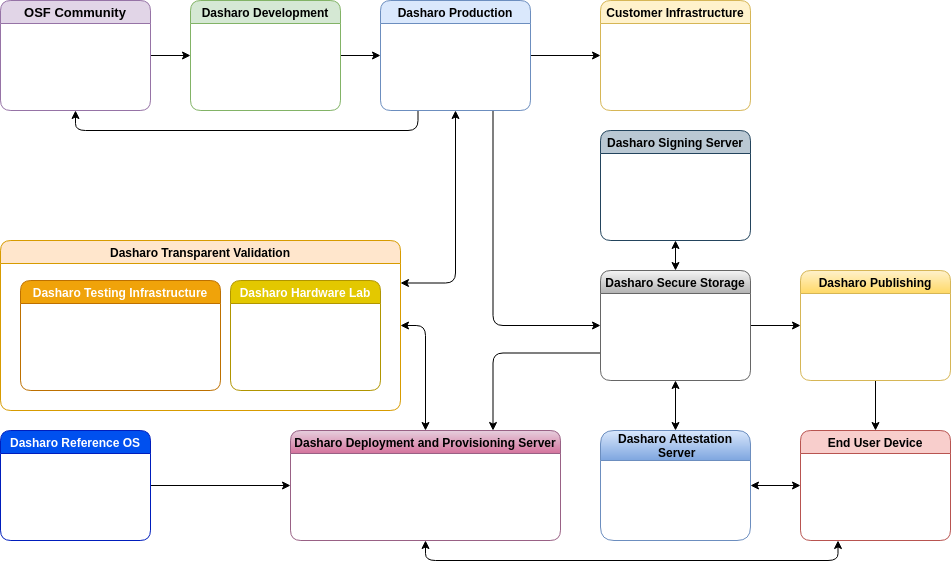 OSF Community
Dasharo Development
Dasharo Production
Customer Infrastructure
Dasharo Signing Server
Dasharo Transparent Validation
Dasharo Testing Infrastructure
Dasharo Hardware Lab
Dasharo Secure Storage
Dasharo Publishing
Dasharo Reference OS
Dasharo Deployment and Provisioning Server
Dasharo Attestation
Server
End User Device